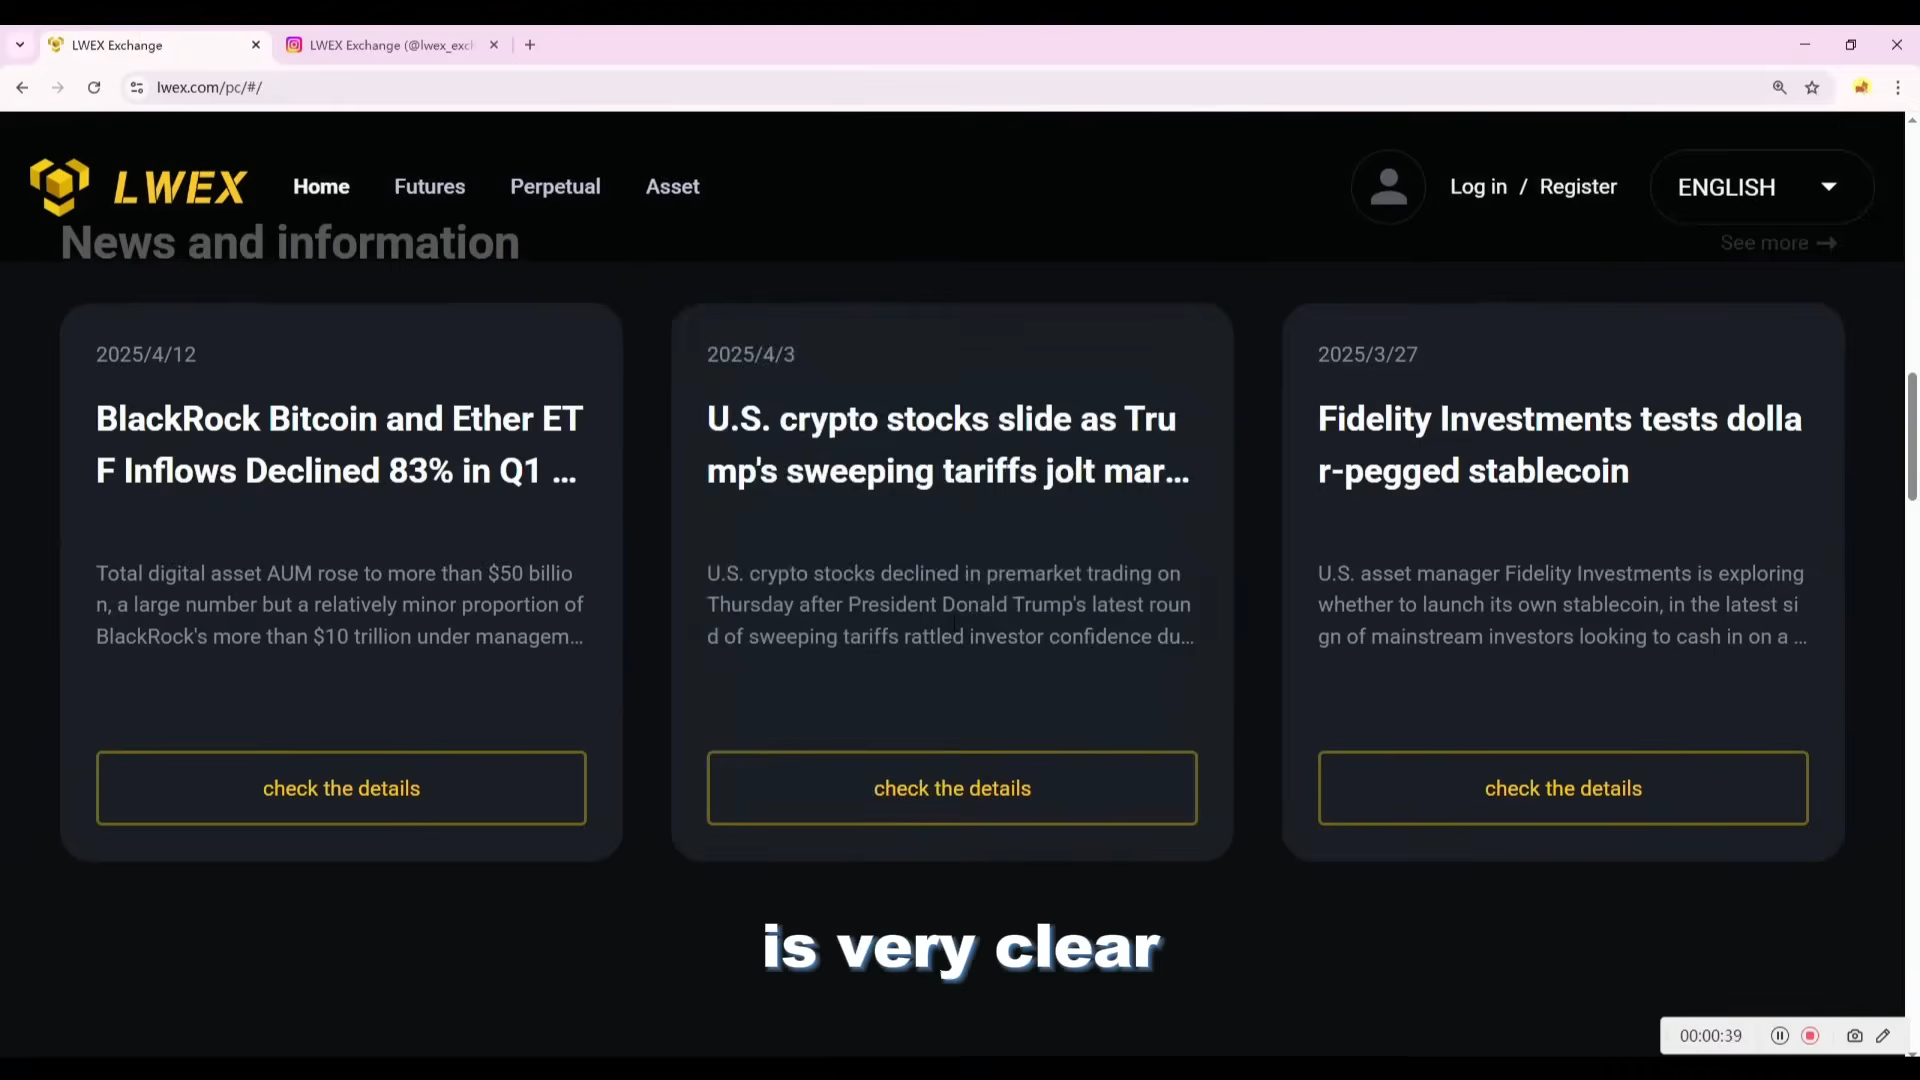 LWEX Exchange
LWEX Exchange (@lwex_excl
lwex.com/pc/#/
LWEX
Home
Futures
Perpetual
Asset
Log in / Register
ENGLISH
News and information
See more
2025/4/12
BlackRock Bitcoin and Ether ET
F Inflows Declined 83% in Q1 ...
Total digital asset AUM rose to more than $50 billio
n, a large number but a relatively minor proportion of
BlackRock's more than $10 trillion under managem...
check the details
2025/4/3
U.S. crypto stocks slide as Tru
mp's sweeping tariffs jolt mar...
U.S. crypto stocks declined in premarket trading on
Thursday after President Donald Trump's latest roun
d of sweeping tariffs rattled investor confidence du...
check the details
2025/3/27
Fidelity Investments tests dolla
r-pegged stablecoin
U.S. asset manager Fidelity Investments is exploring
whether to launch its own stablecoin, in the latest si
gn of mainstream investors looking to cash in on a ...
check the details
is very clear
00:00:39